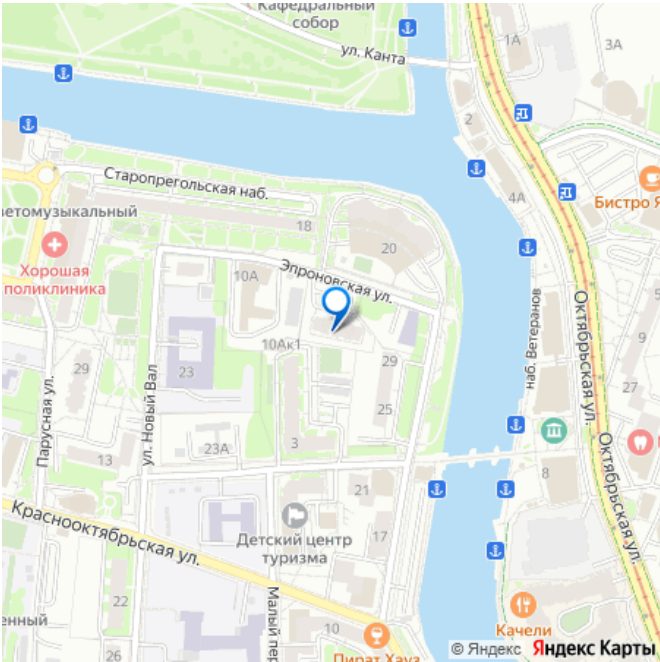 Кафедральный
собор
ул. Канта
1А
3А
2
Старопрегольская наб.
4А
Бистро Я
ветомузыкальный
18
20
Хорошая
поликлиника
10А
Эпроновская ул.
наб. Ветеранов
Октябрьская ул.
5
9
10Ак1
29
27
29
23
ул. Новый Вал
25
Парусная ул.
23А
3
13
8
Октябрьская ул.
Краснооктябрьская ул.
21
Детский центр
туризма
17
22
Малый пер
енный
10
Качели
26
Пират Хауз
© Яндекс Яндекс Карты